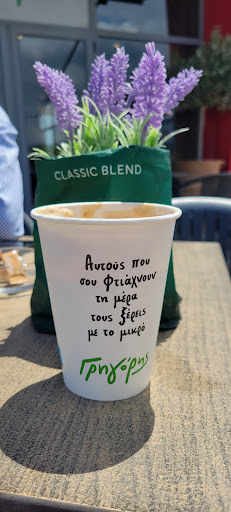 CLASSIC BLEND
Αυτούς που
σου φτιάχνουν
τη μέρα
τους ξέρεις
με το μικρό
Γρηγόρης